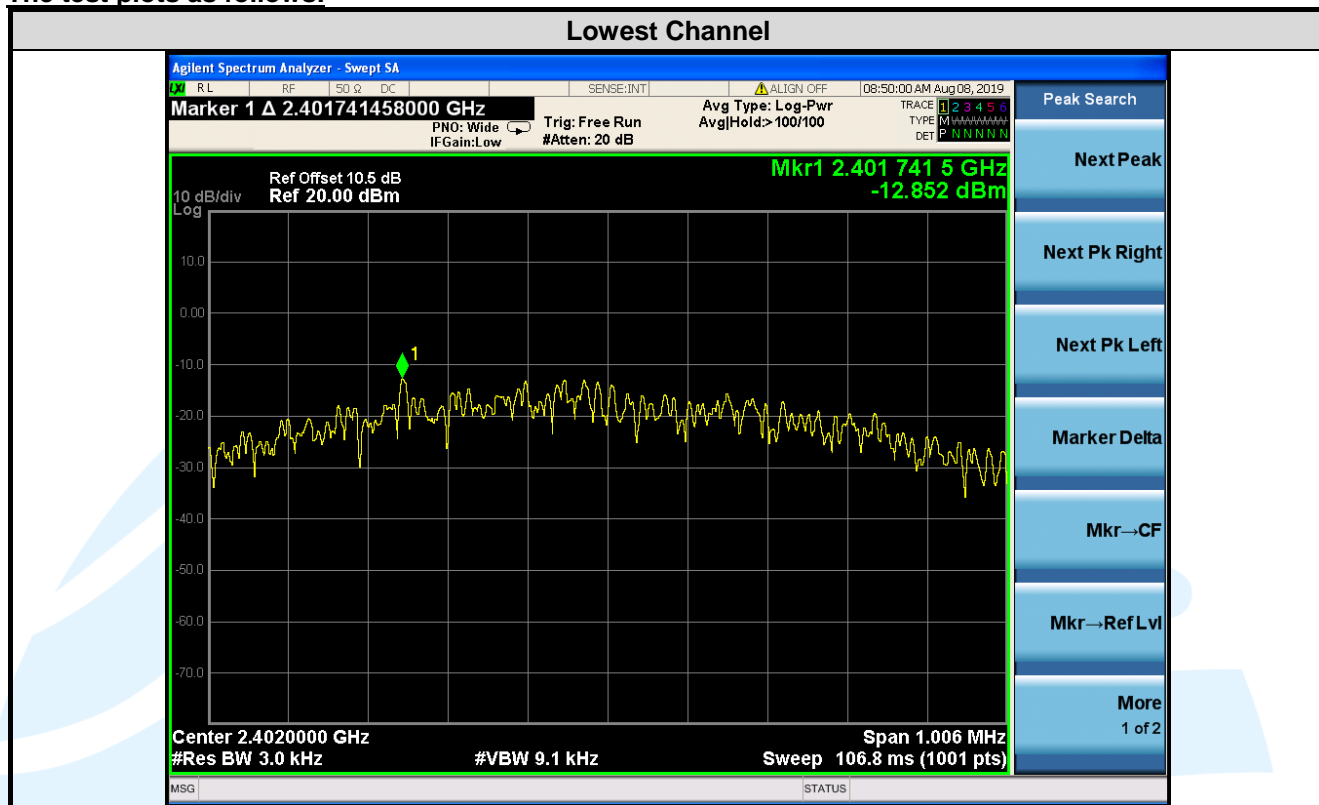 The test plots as follows:
Lowest Channel
Agilent Spectrum Analyzer - Swept SA
LXI RL RF 50 Ω DC SENSE:INT ALIGN OFF 08:50:00 AM Aug 08, 2019
Marker 1 Δ 2.401741458000 GHz
PNO: Wide
IFGain:Low
Trig: Free Run
#Atten: 20 dB
Avg Type: Log-Pwr
Avg|Hold:> 100/100
TRACE 1 2 3 4 5 6
TYPE M WWWWW
DET P N N N N N
Peak Search
Mkr1 2.401 741 5 GHz
-12.852 dBm
Ref Offset 10.5 dB
10 dB/div Ref 20.00 dBm
Log
10.0
0.00
-10.0
-20.0
-30.0
-40.0
-50.0
-60.0
-70.0
1
Center 2.4020000 GHz Span 1.006 MHz
#Res BW 3.0 kHz #VBW 9.1 kHz Sweep 106.8 ms (1001 pts)
MSG STATUS
Next Peak
Next Pk Right
Next Pk Left
Marker Delta
Mkr→CF
Mkr→Ref Lvl
More
1 of 2